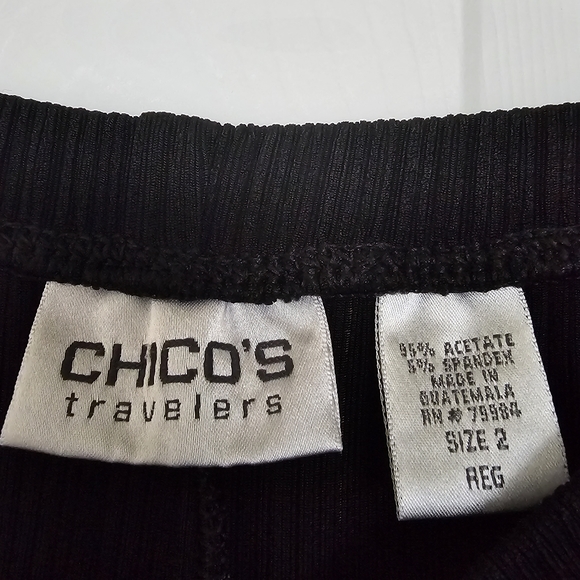 CHICO'S
travelers
95% ACETATE
5% SPANDEX
MADE IN
GUATEMALA
RN # 79984
SIZE 2
REG